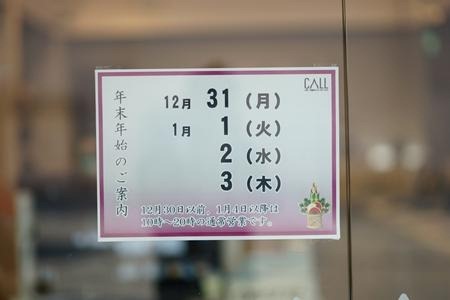 CALL
年末年始のご案内
12月 31 (月)
1月 1 (火)
2 (水)
3 (木)
12月30日以前、1月4日以降は
10時～20時の通常営業です。